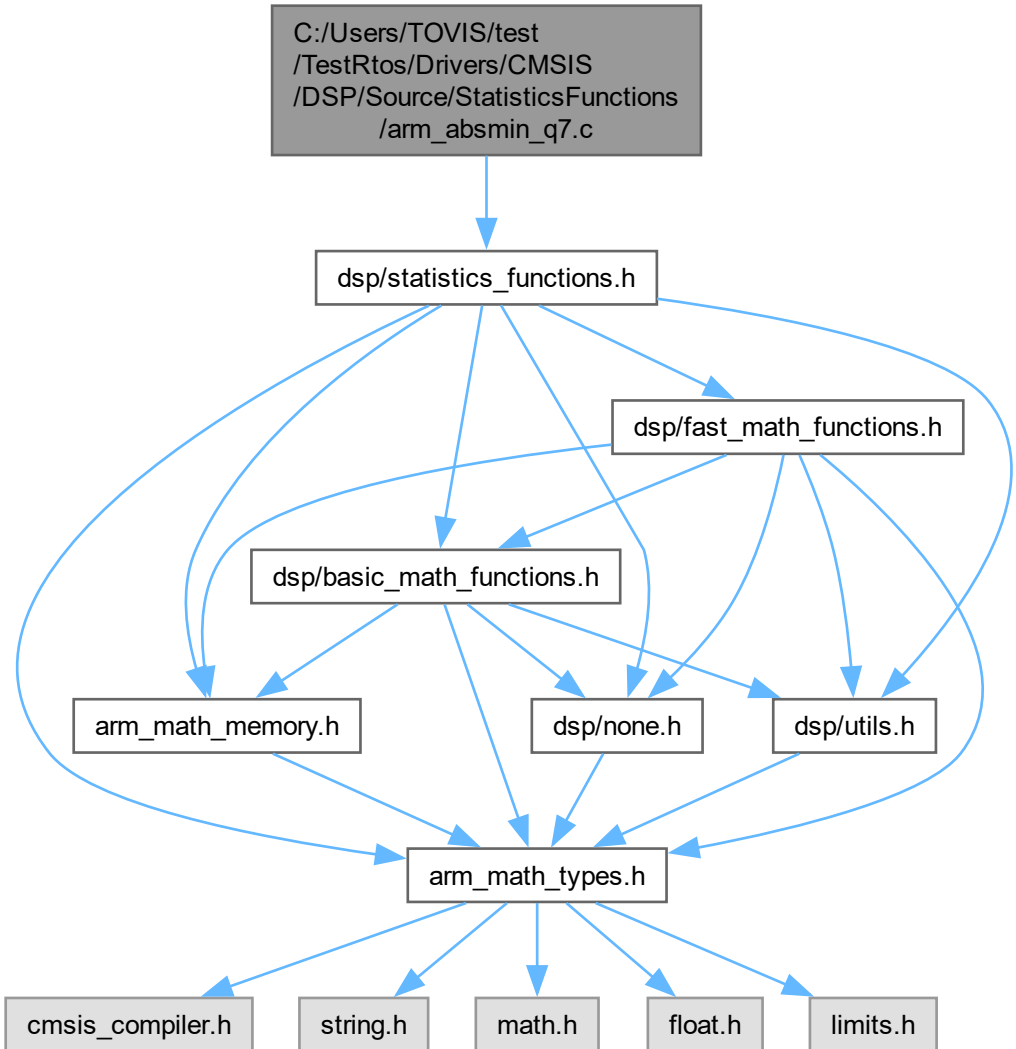 C:/Users/TOVIS/test
/TestRtos/Drivers/CMSIS
/DSP/Source/StatisticsFunctions
/arm_absmin_q7.c
dsp/statistics_functions.h
dsp/fast_math_functions.h
dsp/basic_math_functions.h
arm_math_memory.h
dsp/none.h
dsp/utils.h
arm_math_types.h
cmsis_compiler.h
string.h
math.h
float.h
limits.h